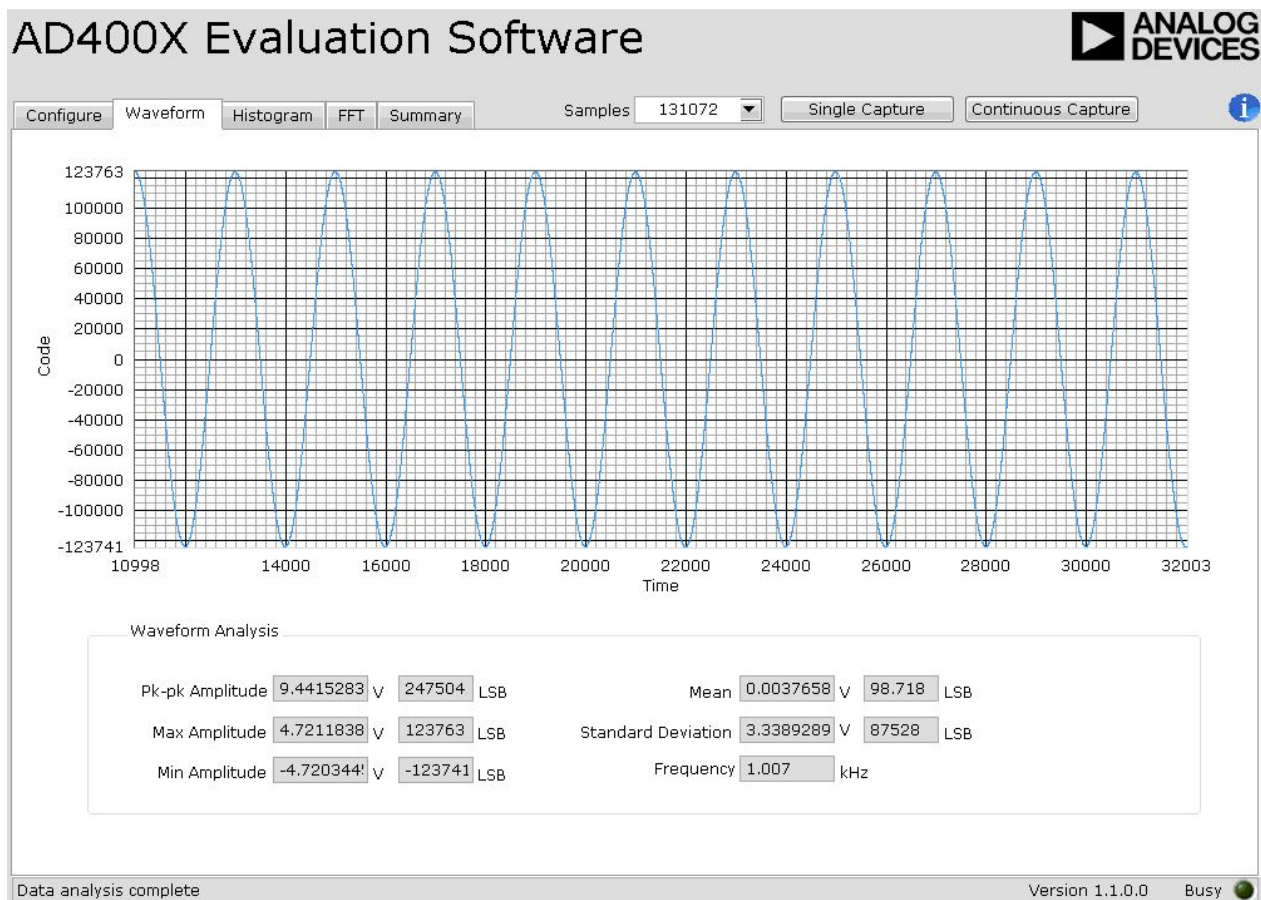 AD400X Evaluation Software
ANALOG
DEVICES
Configure Waveform Histogram FFT Summary Samples 131072 Single Capture Continuous Capture i
123763
100000
80000
60000
40000
20000
0
-20000
-40000
-60000
-80000
-100000
-123741
Code
10998 14000 16000 18000 20000 22000 24000 26000 28000 30000 32003
Time
Waveform Analysis
Pk-pk Amplitude 9.4415283 V 247504 LSB Mean 0.0037658 V 98.718 LSB
Max Amplitude 4.7211838 V 123763 LSB Standard Deviation 3.3389289 V 87528 LSB
Min Amplitude V -123741 LSB Frequency 1.007 kHz
Data analysis complete Version 1.1.0.0 Busy